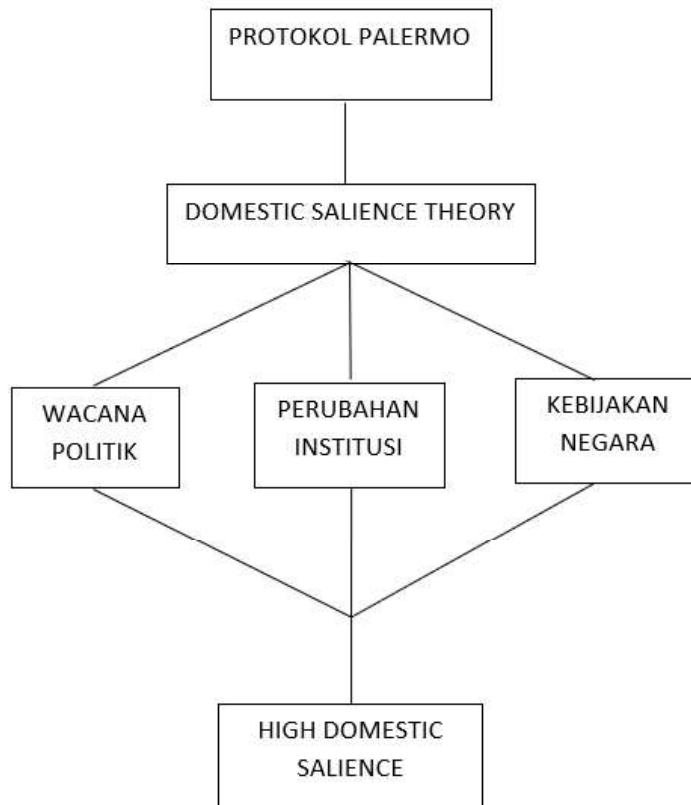 PROTOKOL PALERMO
DOMESTIC SALIENCE THEORY
WACANA
POLITIK
PERUBAHAN
INSTITUSI
KEBIJAKAN
NEGARA
HIGH DOMESTIC
SALIENCE